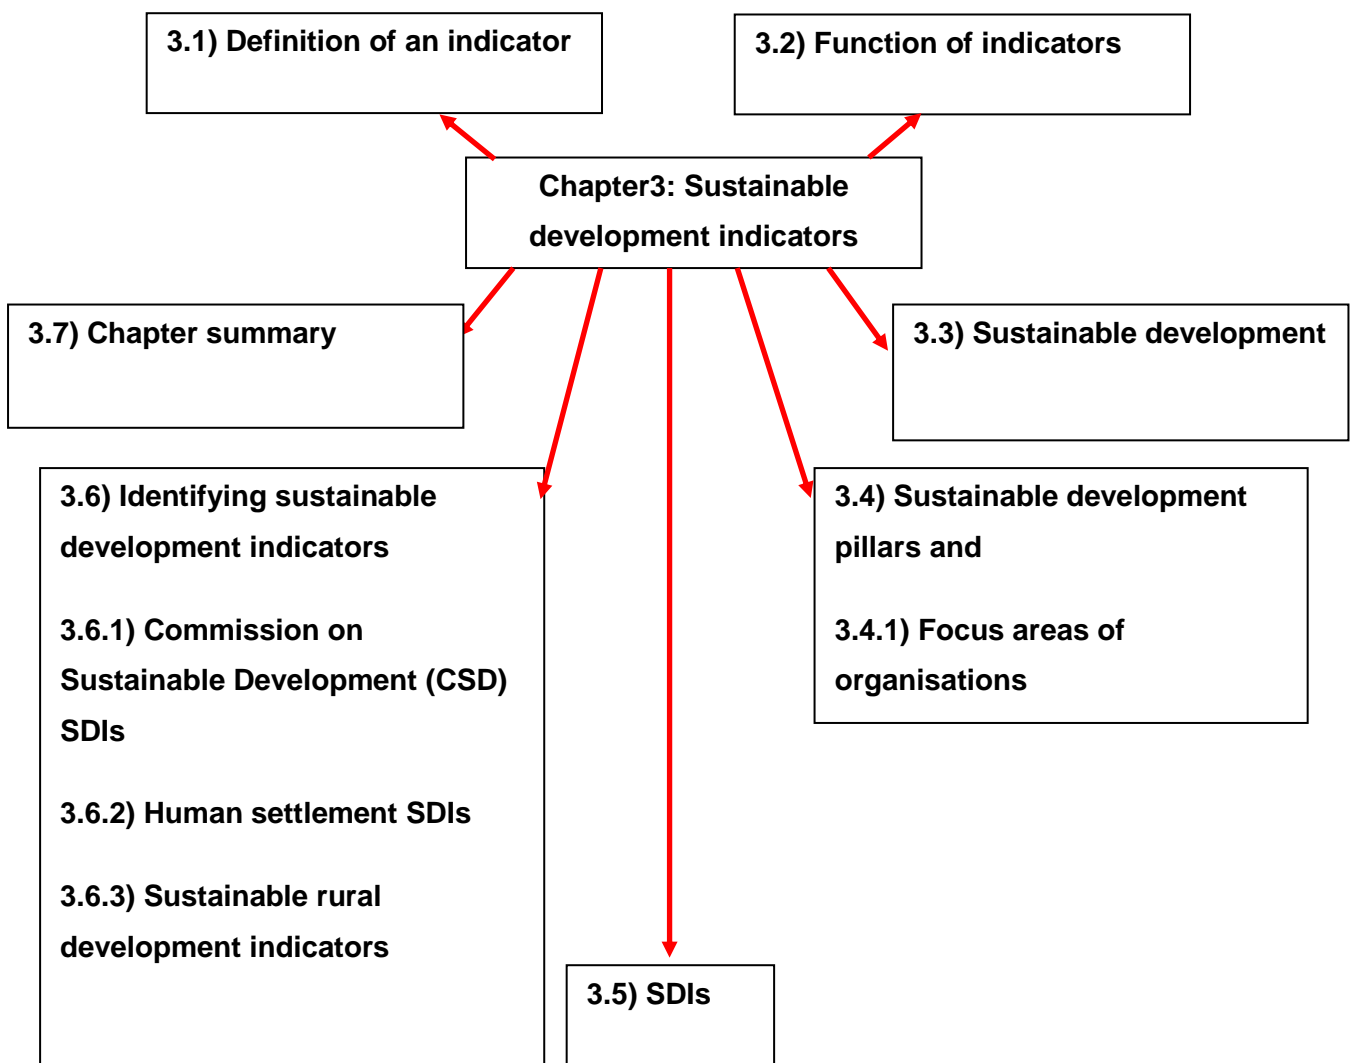 3.1) Definition of an indicator
3.2) Function of indicators
Chapter3: Sustainable
development indicators
3.7) Chapter summary
3.3) Sustainable development
3.6) Identifying sustainable
development indicators
3.6.1) Commission on
Sustainable Development (CSD)
SDIs
3.6.2) Human settlement SDIs
3.6.3) Sustainable rural
development indicators
3.4) Sustainable development
pillars and
3.4.1) Focus areas of
organisations
3.5) SDIs